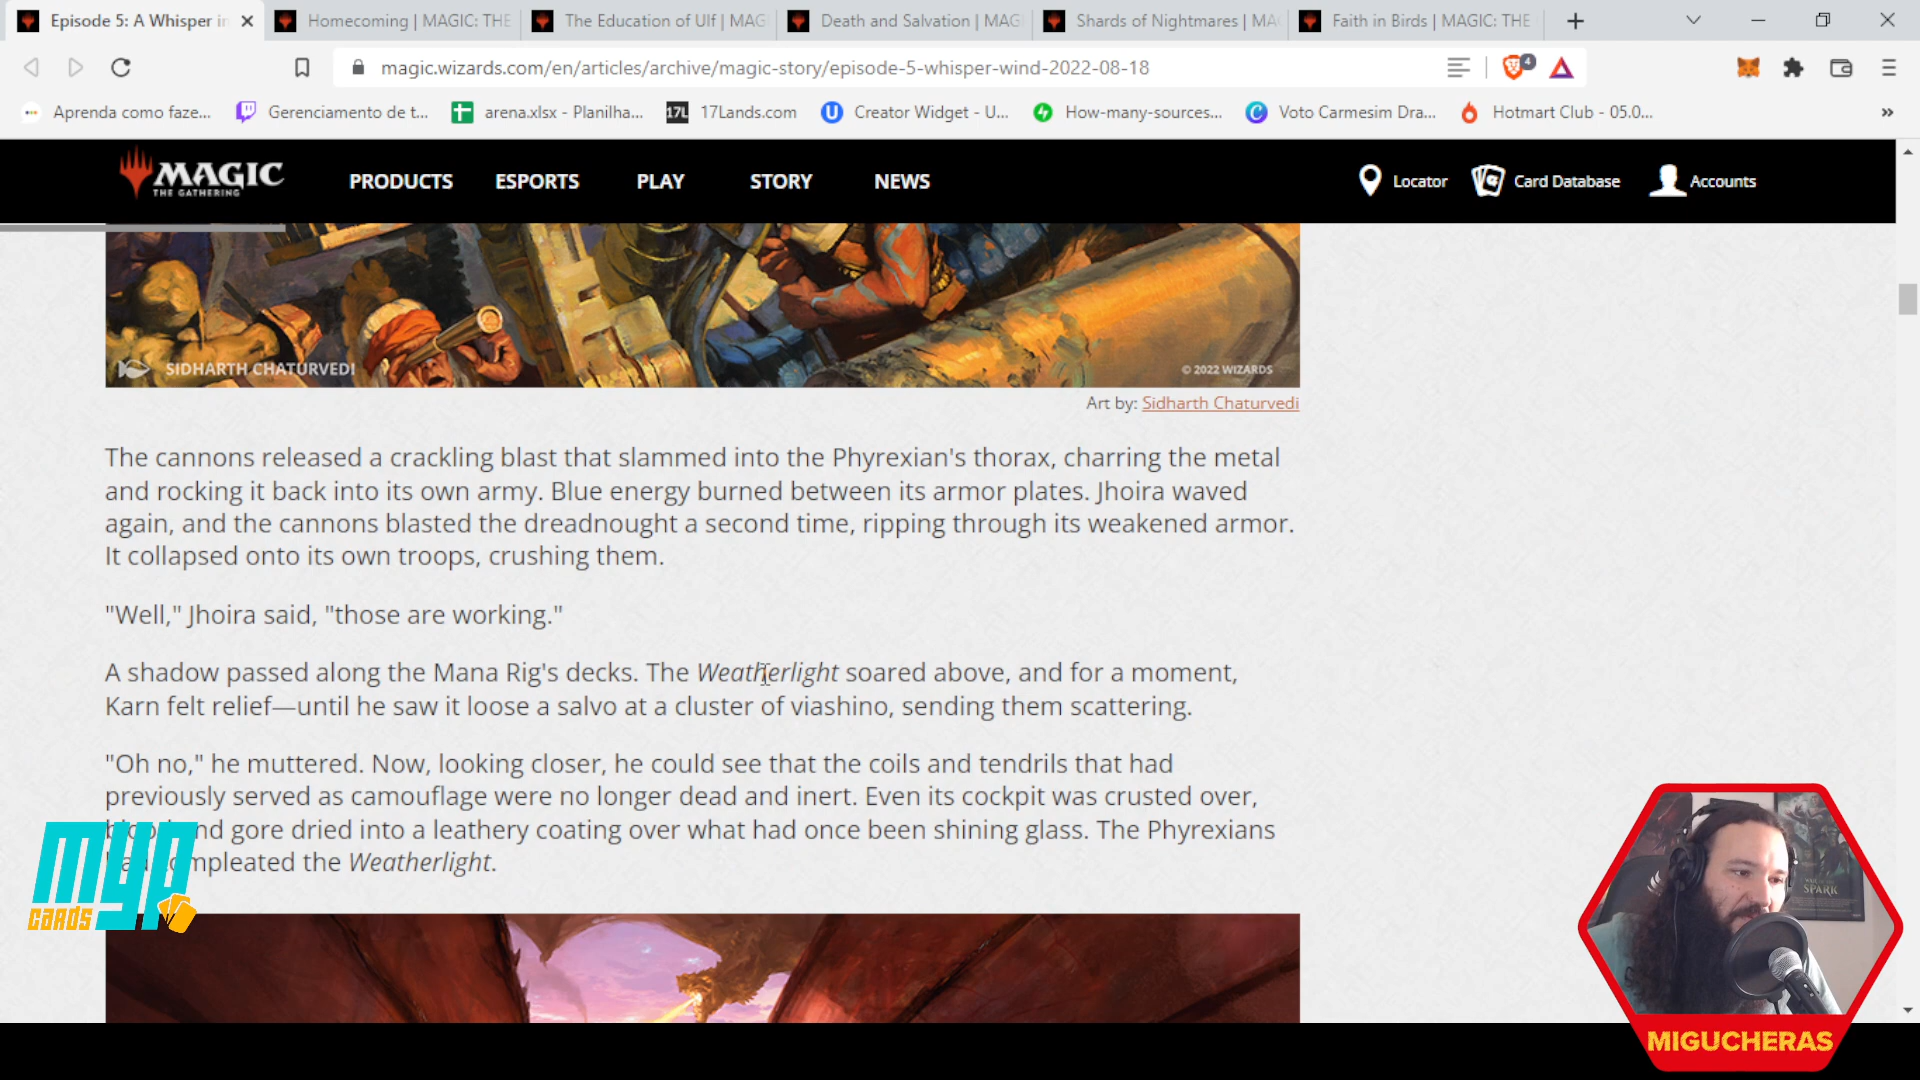 Episode 5: A Whisper in
Homecoming | MAGIC: THE
The Education of Ulf | MAG
Death and Salvation | MAG
Shards of Nightmares | MA
Faith in Birds | MAGIC: THE
magic.wizards.com/en/articles/archive/magic-story/episode-5-whisper-wind-2022-08-18
4
Aprenda como faze...
Gerenciamento de t...
arena.xlsx - Planilha...
17L 17Lands.com
Creator Widget - U...
How-many-sources...
Voto Carmesim Dra...
Hotmart Club - 05.0...
»
MAGIC
THE GATHERING
PRODUCTS
ESPORTS
PLAY
STORY
NEWS
Locator
Card Database
Accounts
SIDHARTH CHATURVEDI
© 2022 WIZARDS
Art by: Sidharth Chaturvedi
The cannons released a crackling blast that slammed into the Phyrexian's thorax, charring the metal
and rocking it back into its own army. Blue energy burned between its armor plates. Jhoira waved
again, and the cannons blasted the dreadnought a second time, ripping through its weakened armor.
It collapsed onto its own troops, crushing them.
"Well," Jhoira said, "those are working."
A shadow passed along the Mana Rig's decks. The Weatherlight soared above, and for a moment,
Karn felt relief—until he saw it loose a salvo at a cluster of viashino, sending them scattering.
"Oh no," he muttered. Now, looking closer, he could see that the coils and tendrils that had
previously served as camouflage were no longer dead and inert. Even its cockpit was crusted over,
and gore dried into a leathery coating over what had once been shining glass. The Phyrexians
compleated the Weatherlight.
myp
cards
SPARK
MIGUCHERAS